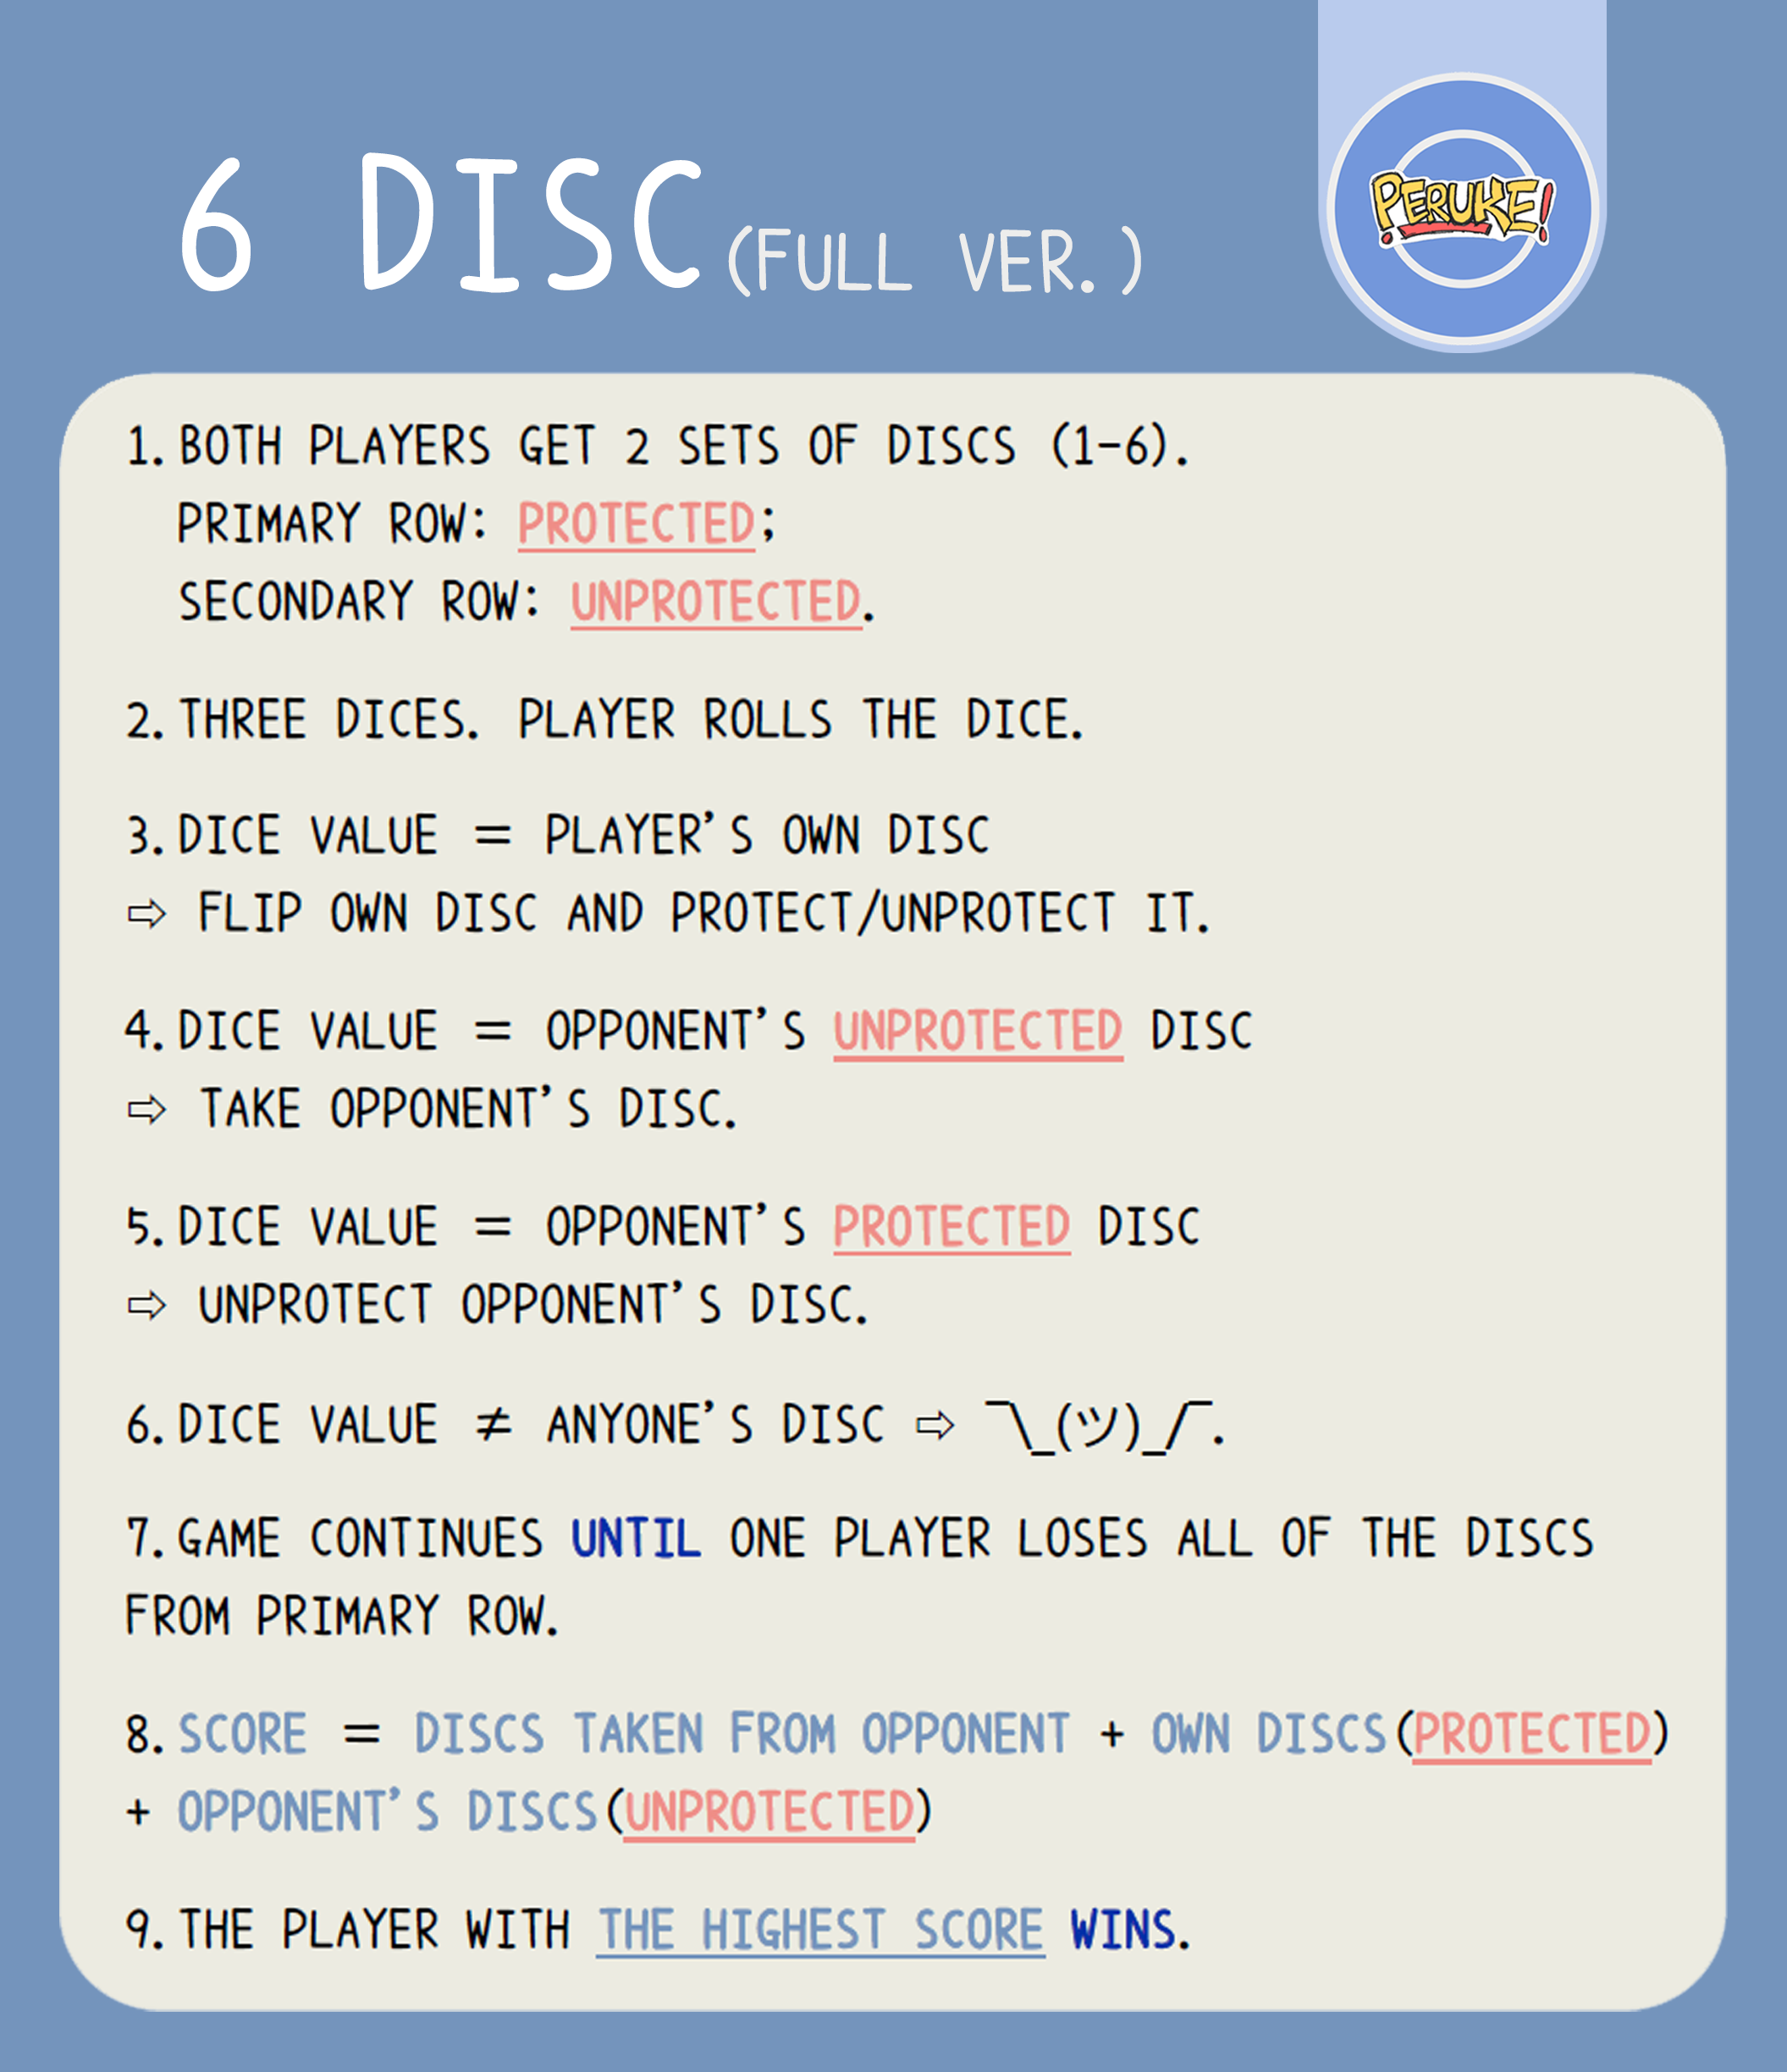 6 DISC (FULL VER.)
PERUKE!
1. BOTH PLAYERS GET 2 SETS OF DISCS (1-6).
PRIMARY ROW: PROTECTED;
SECONDARY ROW: UNPROTECTED.
2. THREE DICES. PLAYER ROLLS THE DICE.
3. DICE VALUE = PLAYER'S OWN DISC
⇨ FLIP OWN DISC AND PROTECT/UNPROTECT IT.
4. DICE VALUE = OPPONENT'S UNPROTECTED DISC
⇨ TAKE OPPONENT'S DISC.
5. DICE VALUE = OPPONENT'S PROTECTED DISC
⇨ UNPROTECT OPPONENT'S DISC.
6. DICE VALUE ≠ ANYONE'S DISC ⇨ ¯\_(ツ)_/¯.
7. GAME CONTINUES UNTIL ONE PLAYER LOSES ALL OF THE DISCS
FROM PRIMARY ROW.
8. SCORE = DISCS TAKEN FROM OPPONENT + OWN DISCS(PROTECTED)
+ OPPONENT'S DISCS(UNPROTECTED)
9. THE PLAYER WITH THE HIGHEST SCORE WINS.